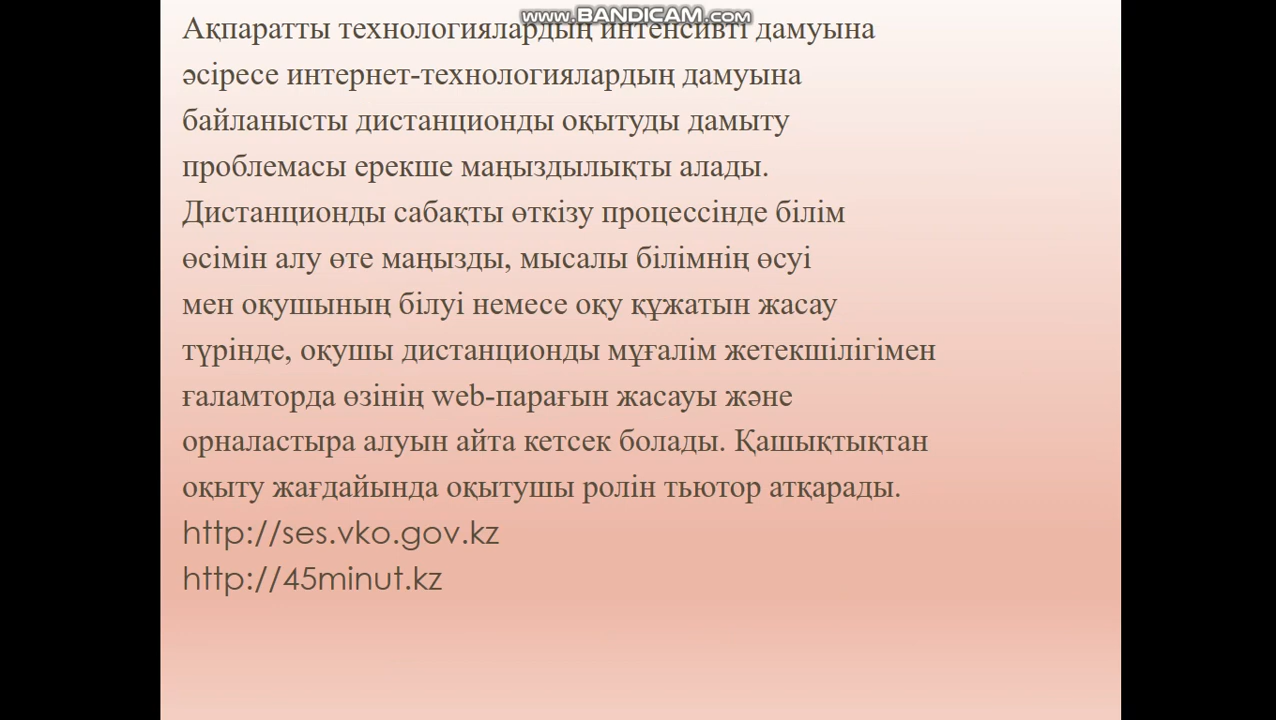 www.BANDICAM.com
Ақпаратты технологиялардың интенсивті дамуына
әсіресе интернет-технологиялардың дамуына
байланысты дистанционды оқытуды дамыту
проблемасы ерекше маңыздылықты алады.
Дистанционды сабақты өткізу процессінде білім
өсімін алу өте маңызды, мысалы білімнің өсуі
мен оқушының білуі немесе оқу құжатын жасау
түрінде, оқушы дистанционды мұғалім жетекшілігімен
ғаламторда өзінің web-парағын жасауы және
орналастыра алуын айта кетсек болады. Қашықтықтан
оқыту жағдайында оқытушы ролін тьютор атқарады.
http://ses.vko.gov.kz
http://45minut.kz